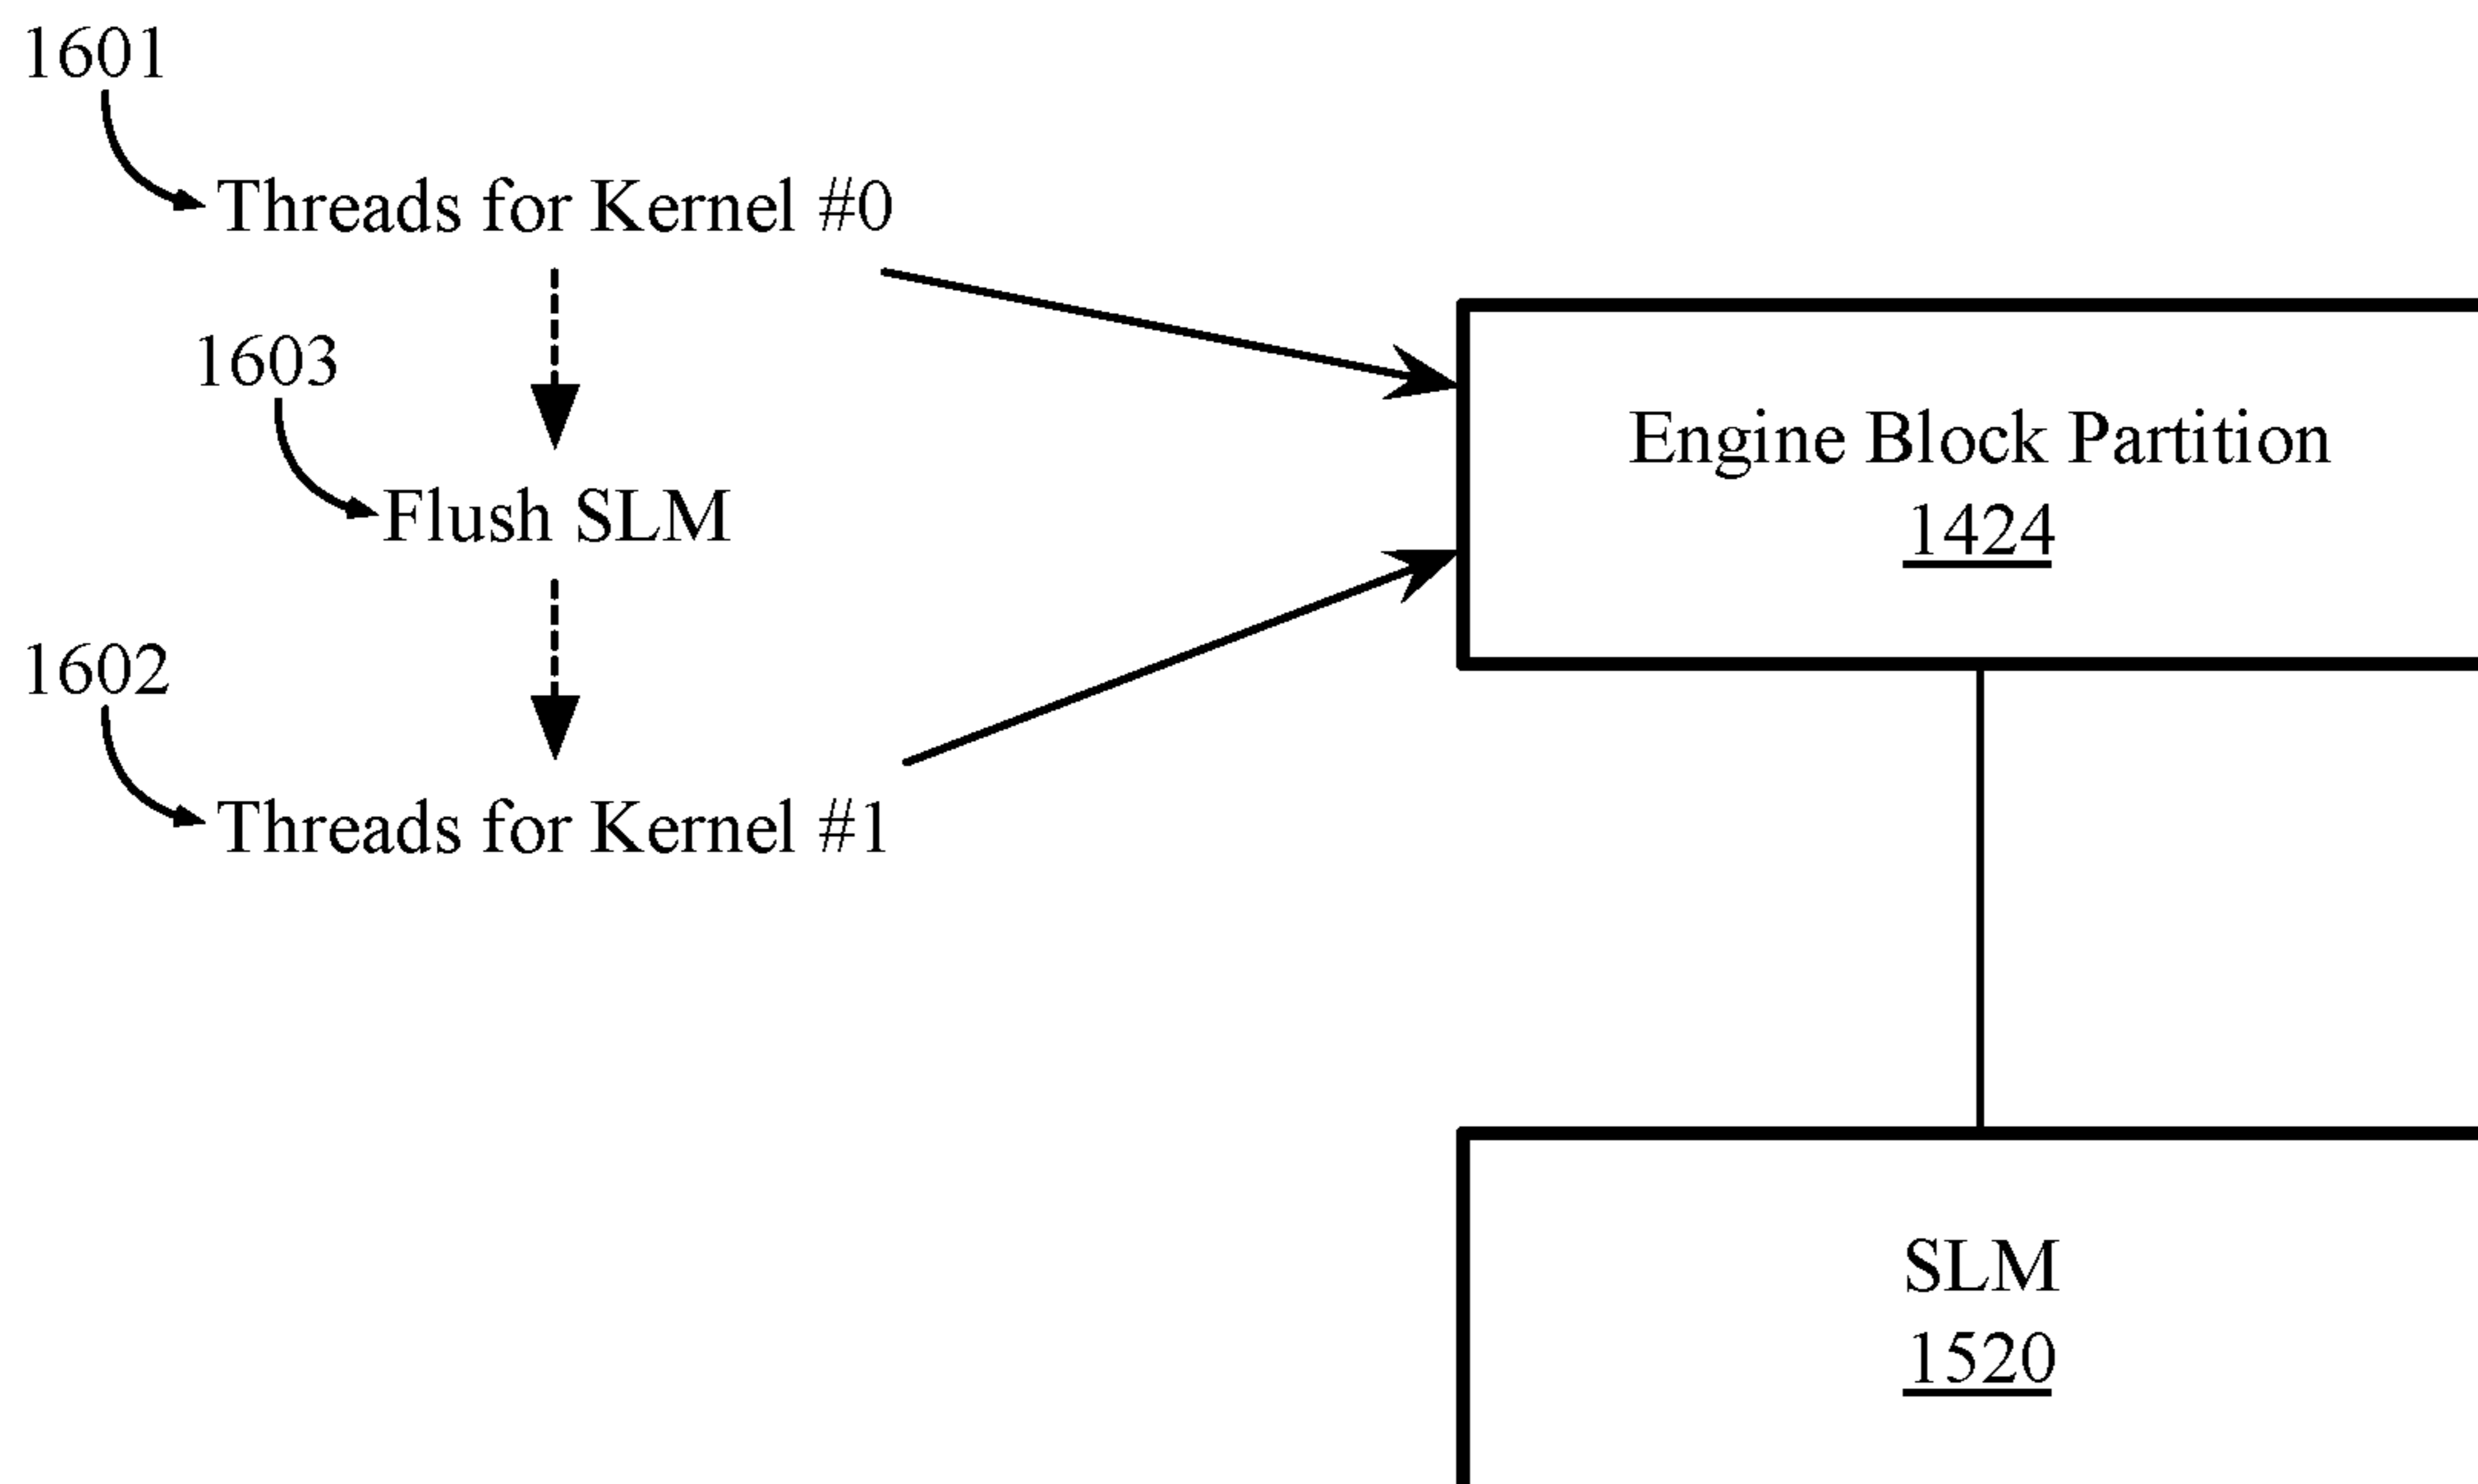 1601
Threads for Kernel #0
1603
Flush SLM
1602
Threads for Kernel #1
Engine Block Partition
1424
SLM
1520